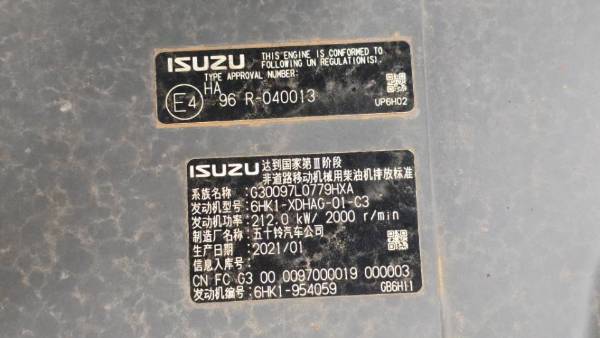 ISUZU THIS ENGINE IS CONFORMED TO
FOLLOWING UN REGULATION(S).
TYPE APPROVAL NUMBER:
HA
E4 96 R-040013
UP6H02
ISUZU 达到国家第Ⅲ阶段
非道路移动机械用柴油机排放标准
系族名称:G30097L0779HXA
发动机型号:6HK1-XDHAG-01-C3
发动机功率:212.0 kW/ 2000 r/min
制造厂名称:五十铃汽车公司
生产日期:2021/01
信息入库号:
CN FC G3 00 0097000019 000003
发动机编号:6HK1-954059
GB6H11